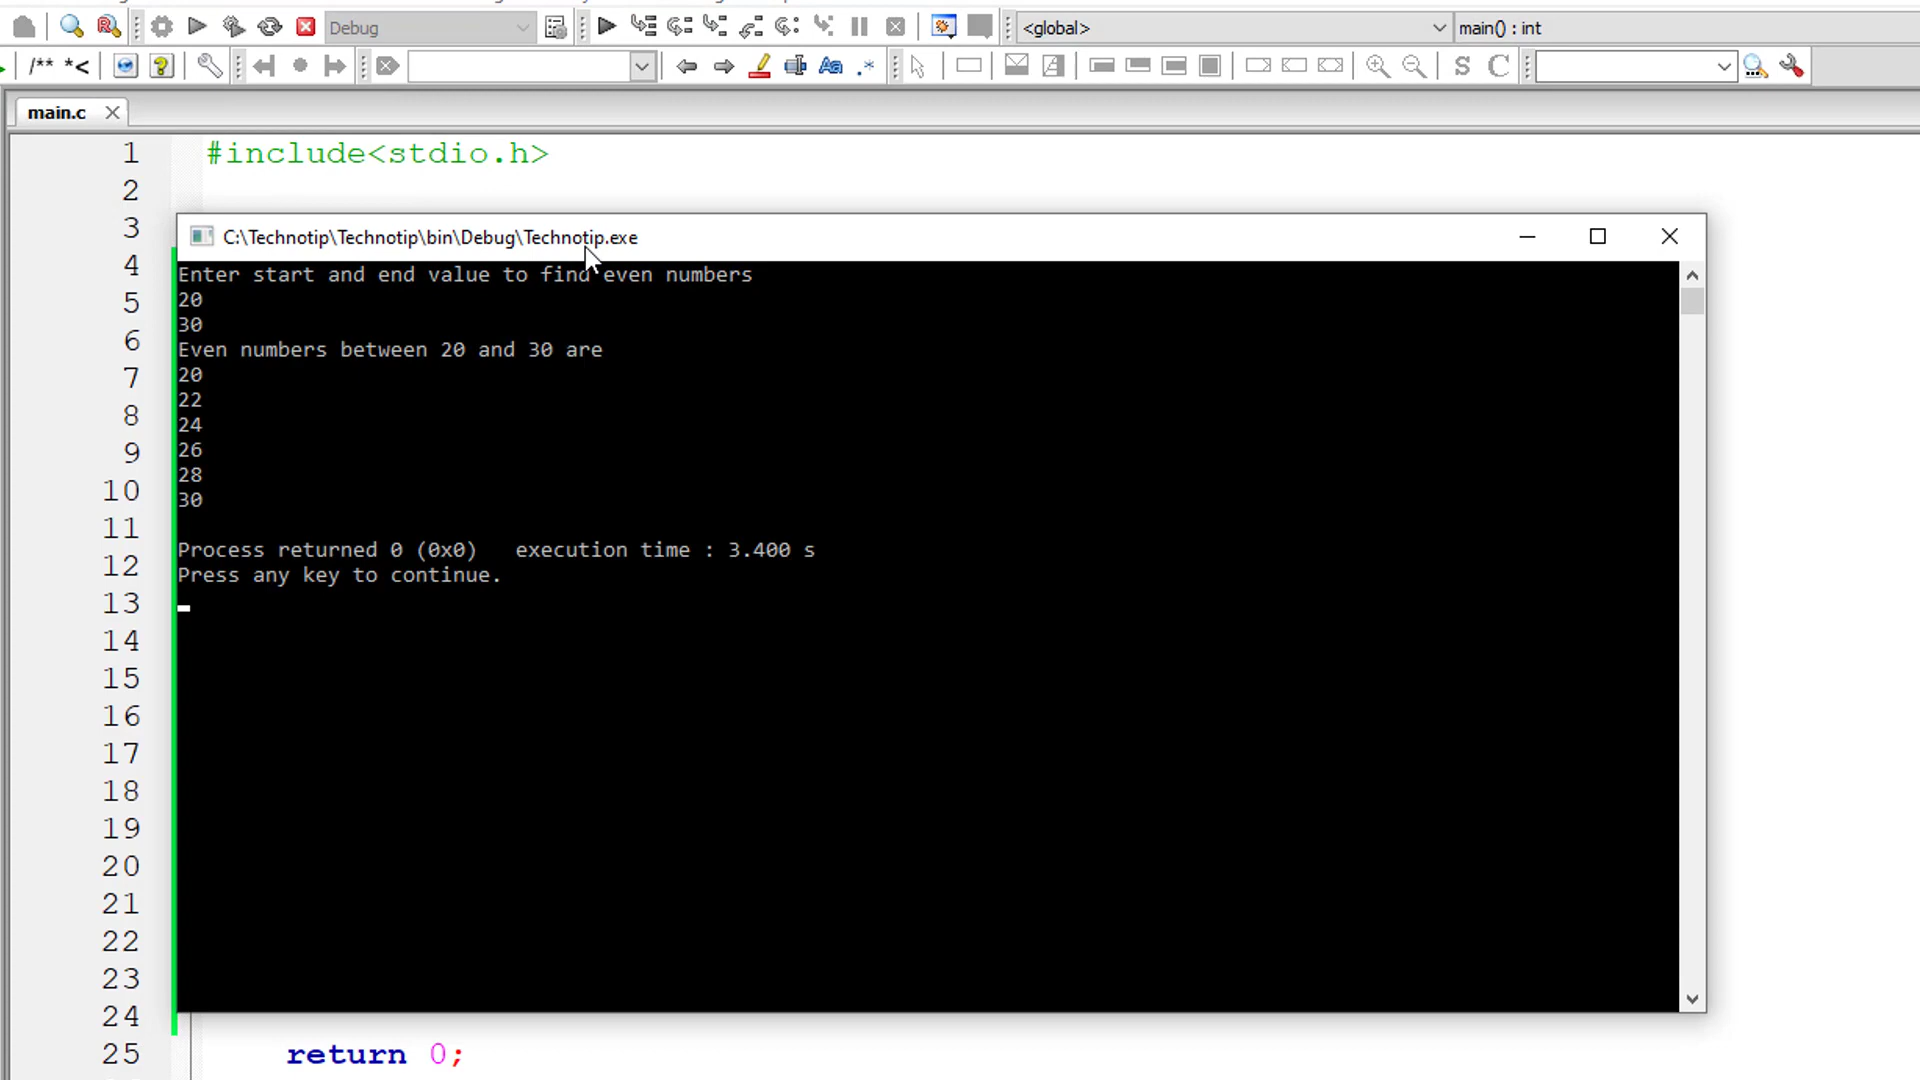 Debug
<global>
main() : int
/** *<
Aa
.*
S
C
main.c
1 #include<stdio.h>
2
3
4
5
6
7
8
9
10
11
12
13
14
15
16
17
18
19
20
21
22
23
24
25 return 0;
C:\Technotip\Technotip\bin\Debug\Technotip.exe
Enter start and end value to find even numbers
20
30
Even numbers between 20 and 30 are
20
22
24
26
28
30
Process returned 0 (0x0)   execution time : 3.400 s
Press any key to continue.